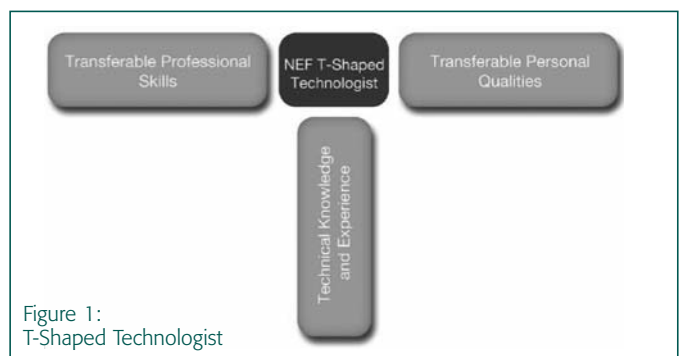 Transferable Professional
Skills
NEF T-Shaped
Technologist
Transferable Personal
Qualities
Technical Knowledge
and Experience
Figure 1:
T-Shaped Technologist